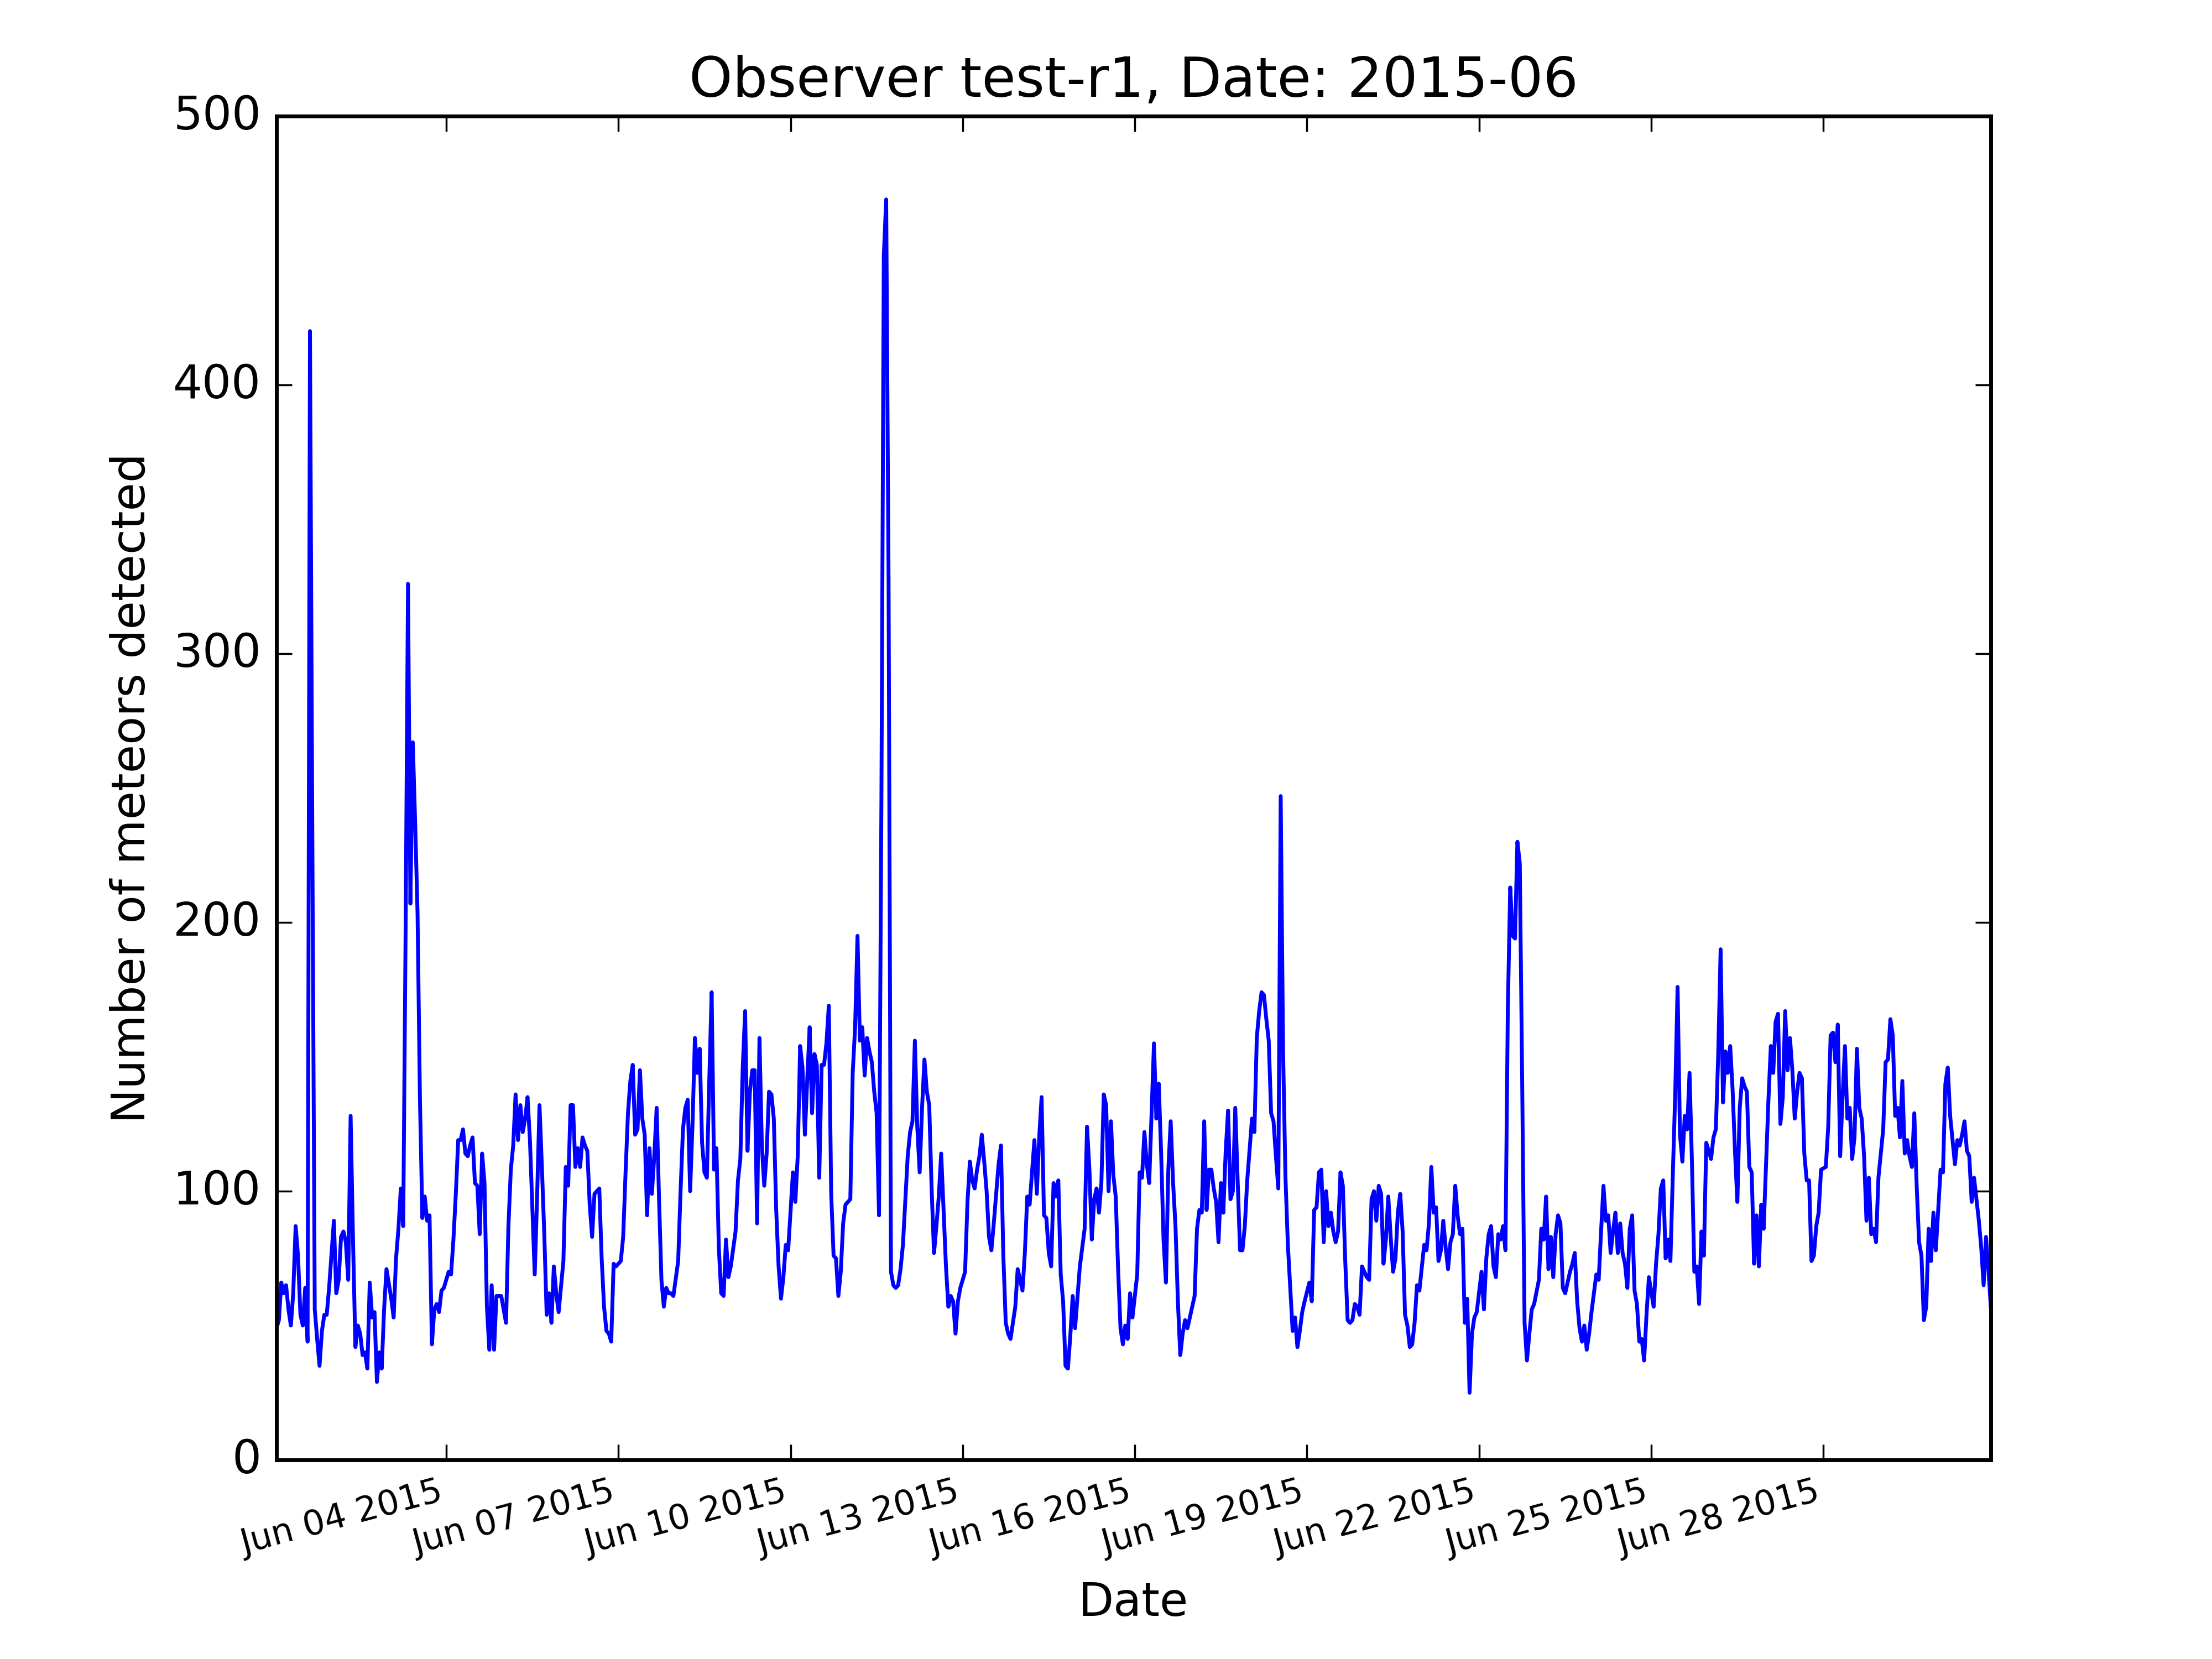 Observer test-r1, Date: 2015-06
500
400
300
200
100
0
Number of meteors detected
Jun 04 2015
Jun 07 2015
Jun 10 2015
Jun 13 2015
Jun 16 2015
Jun 19 2015
Jun 22 2015
Jun 25 2015
Jun 28 2015
Date